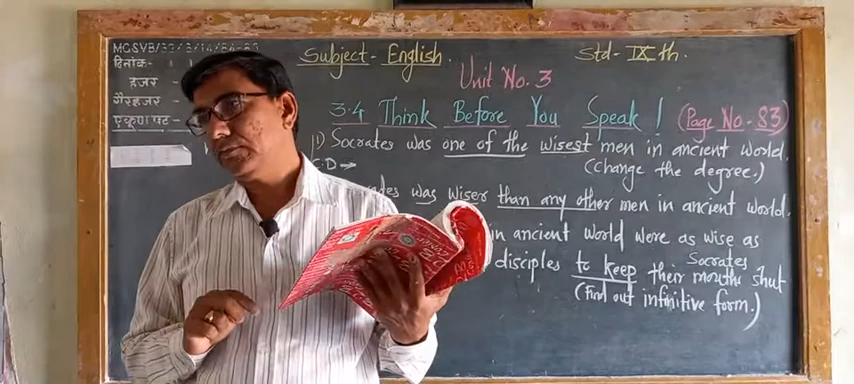 Subject - English.
Std - IX th.
Unit No. 3
दिनांक-
हजर -
गैरहजर -
एकूण पट -
3.4 Think Before You Speak! (Page No - 83)
1) Socrates was one of the wisest men in ancient world.
(Change the degree.)
C.D →
was wiser than any other men in ancient world.
in ancient world were as wise as
Socrates
disciples to keep their mouths shut
(Find out infinitive form.)